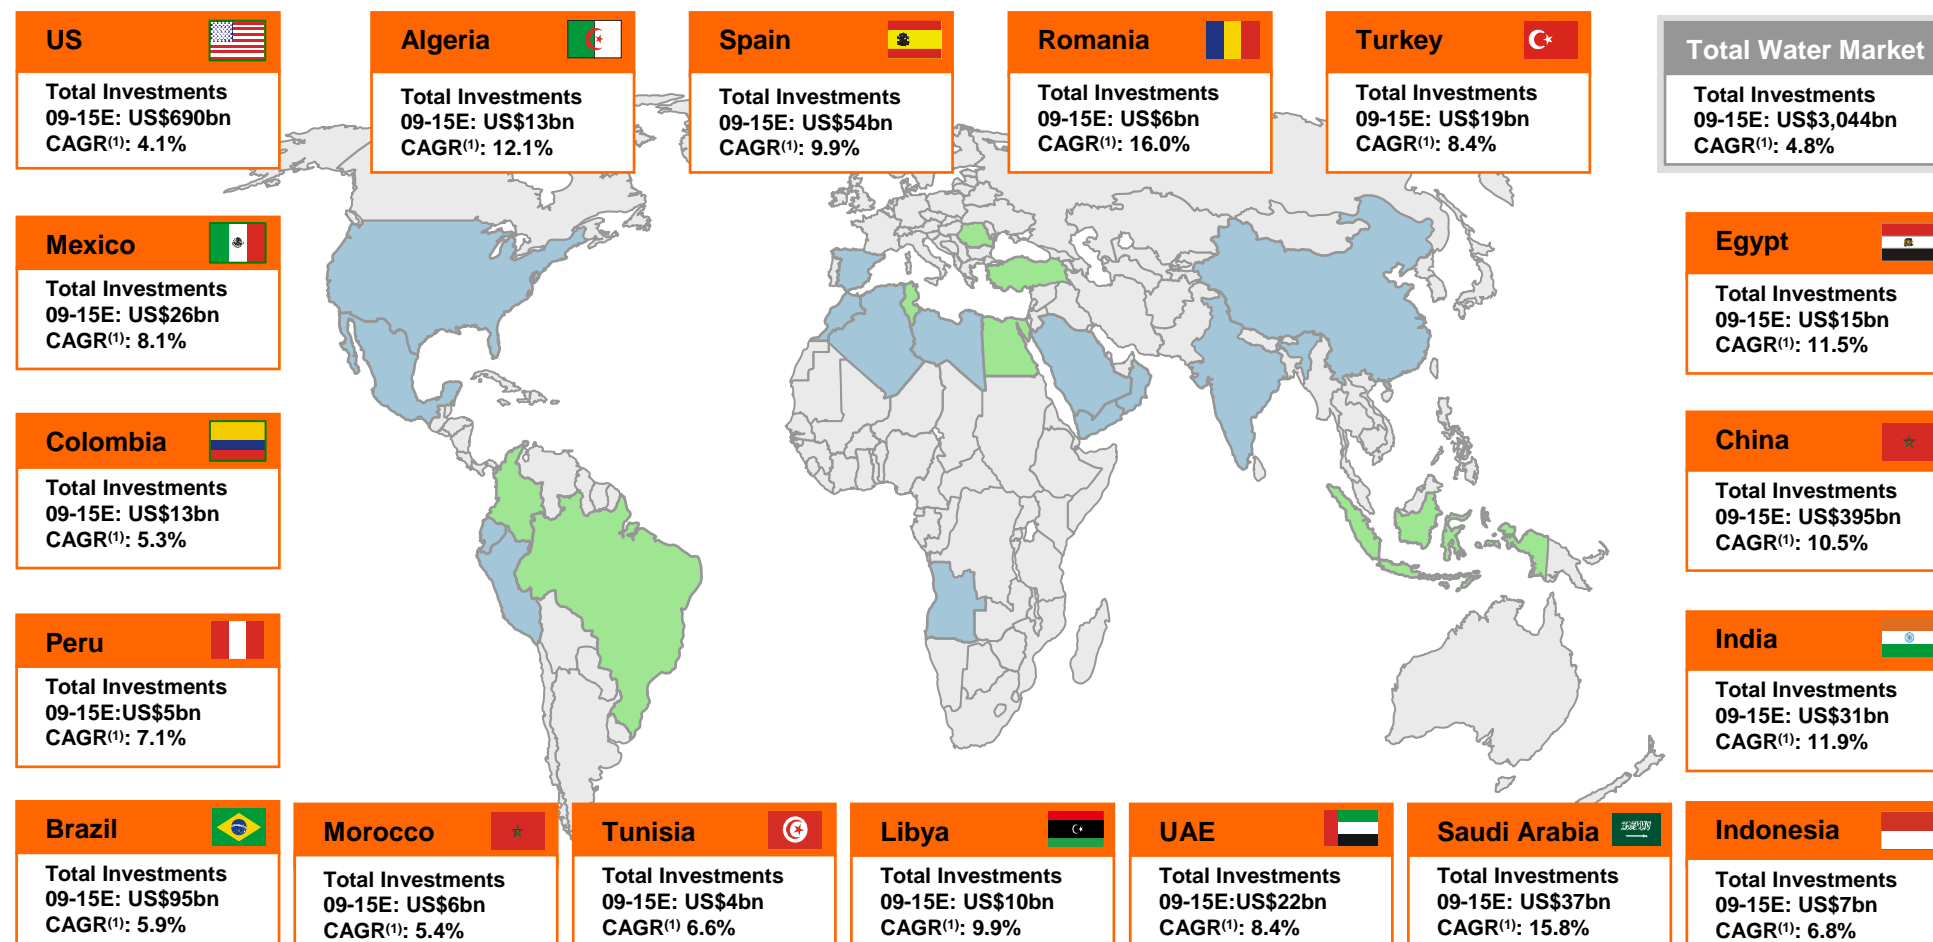 US
Total Investments
09-15E: US$690bn
CAGR(1): 4.1%
Algeria
Total Investments
09-15E: US$13bn
CAGR(1): 12.1%
Spain
Total Investments
09-15E: US$54bn
CAGR(1): 9.9%
Romania
Total Investments
09-15E: US$6bn
CAGR(1): 16.0%
Turkey
Total Investments
09-15E: US$19bn
CAGR(1): 8.4%
Total Water Market
Total Investments
09-15E: US$3,044bn
CAGR(1): 4.8%
Mexico
Total Investments
09-15E: US$26bn
CAGR(1): 8.1%
Egypt
Total Investments
09-15E: US$15bn
CAGR(1): 11.5%
Colombia
Total Investments
09-15E: US$13bn
CAGR(1): 5.3%
China
Total Investments
09-15E: US$395bn
CAGR(1): 10.5%
Peru
Total Investments
09-15E:US$5bn
CAGR(1): 7.1%
India
Total Investments
09-15E: US$31bn
CAGR(1): 11.9%
Brazil
Total Investments
09-15E: US$95bn
CAGR(1): 5.9%
Morocco
Total Investments
09-15E: US$6bn
CAGR(1): 5.4%
Tunisia
Total Investments
09-15E: US$4bn
CAGR(1) 6.6%
Libya
Total Investments
09-15E: US$10bn
CAGR(1): 9.9%
UAE
Total Investments
09-15E:US$22bn
CAGR(1): 8.4%
Saudi Arabia
Total Investments
09-15E: US$37bn
CAGR(1): 15.8%
Indonesia
Total Investments
09-15E: US$7bn
CAGR(1): 6.8%